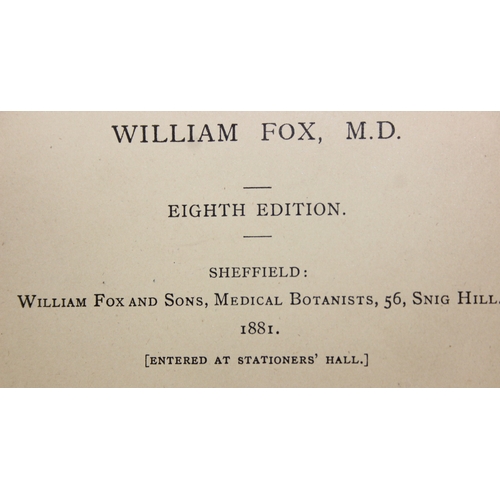 WILLIAM FOX, M.D.
EIGHTH EDITION.
SHEFFIELD:
WILLIAM FOX AND SONS, MEDICAL BOTANISTS, 56, SNIG HILL.
1881.
[ENTERED AT STATIONERS' HALL.]